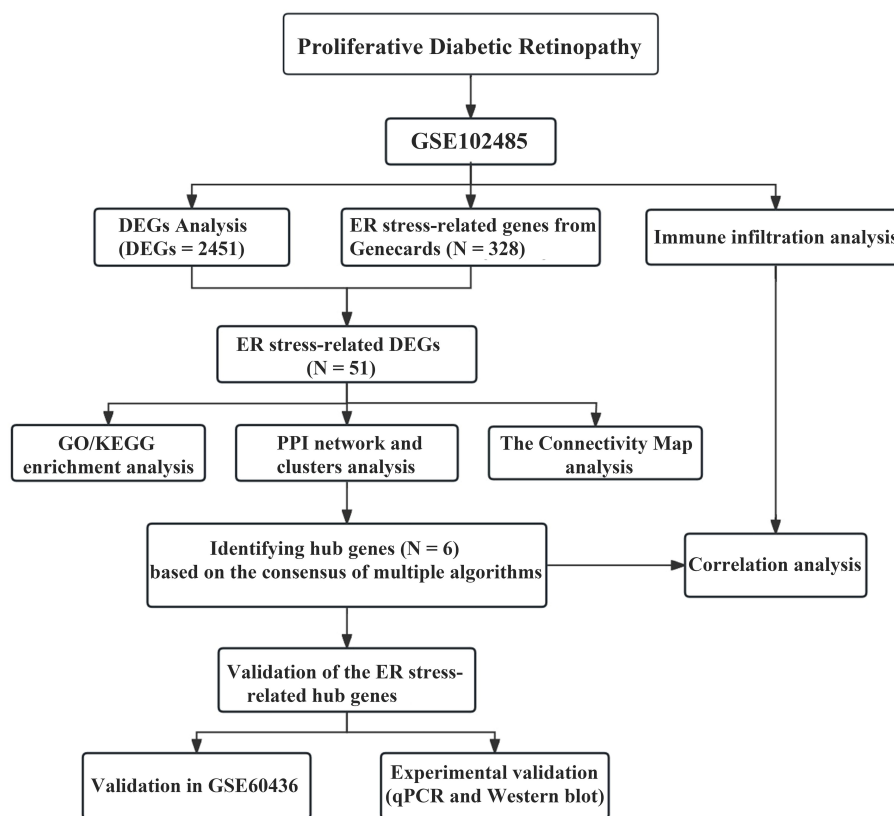 Proliferative Diabetic Retinopathy
GSE102485
DEGs Analysis
(DEGs = 2451)
ER stress-related genes from
Genecards (N = 328)
Immune infiltration analysis
ER stress-related DEGs
(N = 51)
GO/KEGG
enrichment analysis
PPI network and
clusters analysis
The Connectivity Map
analysis
Identifying hub genes (N = 6)
based on the consensus of multiple algorithms
Correlation analysis
Validation of the ER stress-
related hub genes
Validation in GSE60436
Experimental validation
(qPCR and Western blot)